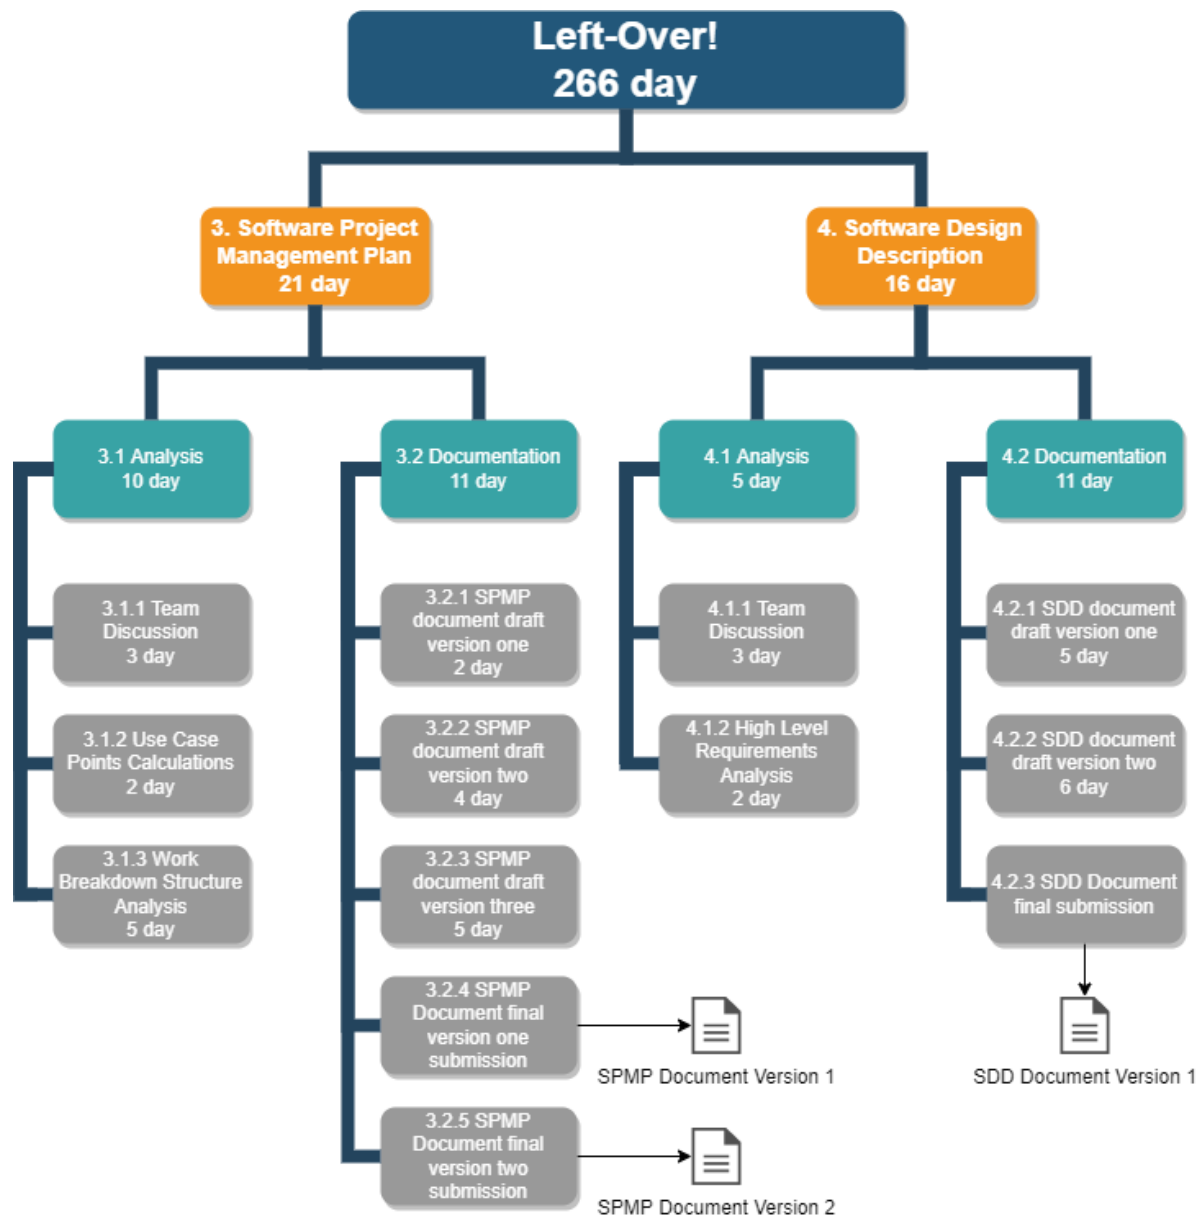 Left-Over!
266 day
3. Software Project
Management Plan
21 day
4. Software Design
Description
16 day
3.1 Analysis
10 day
3.2 Documentation
11 day
4.1 Analysis
5 day
4.2 Documentation
11 day
3.1.1 Team
Discussion
3 day
3.2.1 SPMP
document draft
version one
2 day
4.1.1 Team
Discussion
3 day
4.2.1 SDD document
draft version one
5 day
3.1.2 Use Case
Points Calculations
2 day
3.2.2 SPMP
document draft
version two
4 day
4.1.2 High Level
Requirements
Analysis
2 day
4.2.2 SDD document
draft version two
6 day
3.1.3 Work
Breakdown Structure
Analysis
5 day
3.2.3 SPMP
document draft
version three
5 day
4.2.3 SDD Document
final submission
3.2.4 SPMP
Document final
version one
submission
SPMP Document Version 1
SDD Document Version 1
3.2.5 SPMP
Document final
version two
submission
SPMP Document Version 2